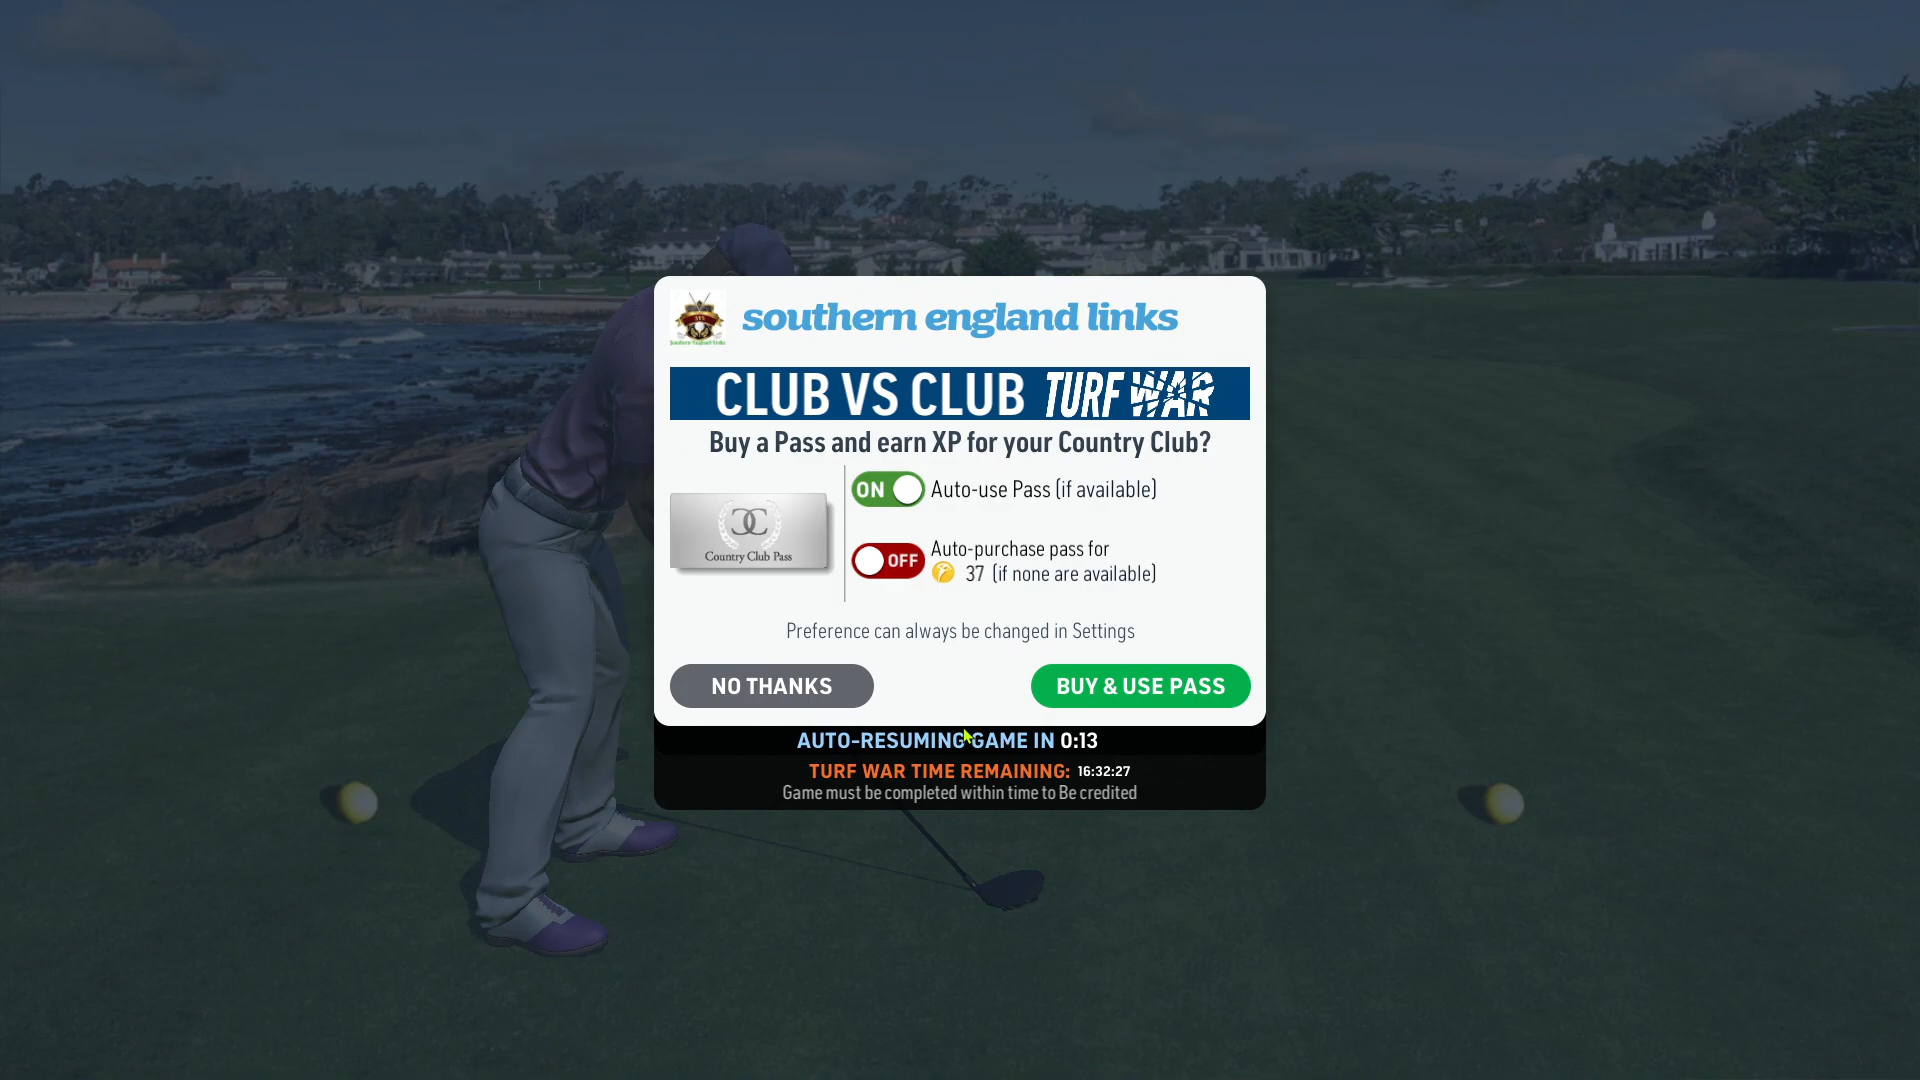 southern england links
CLUB VS CLUB TURF WAR
Buy a Pass and earn XP for your Country Club?
ON Auto-use Pass (if available)
Country Club Pass
OFF Auto-purchase pass for
37 (if none are available)
Preference can always be changed in Settings
NO THANKS
BUY & USE PASS
AUTO-RESUMING GAME IN 0:13
TURF WAR TIME REMAINING: 16:32:27
Game must be completed within time to Be credited